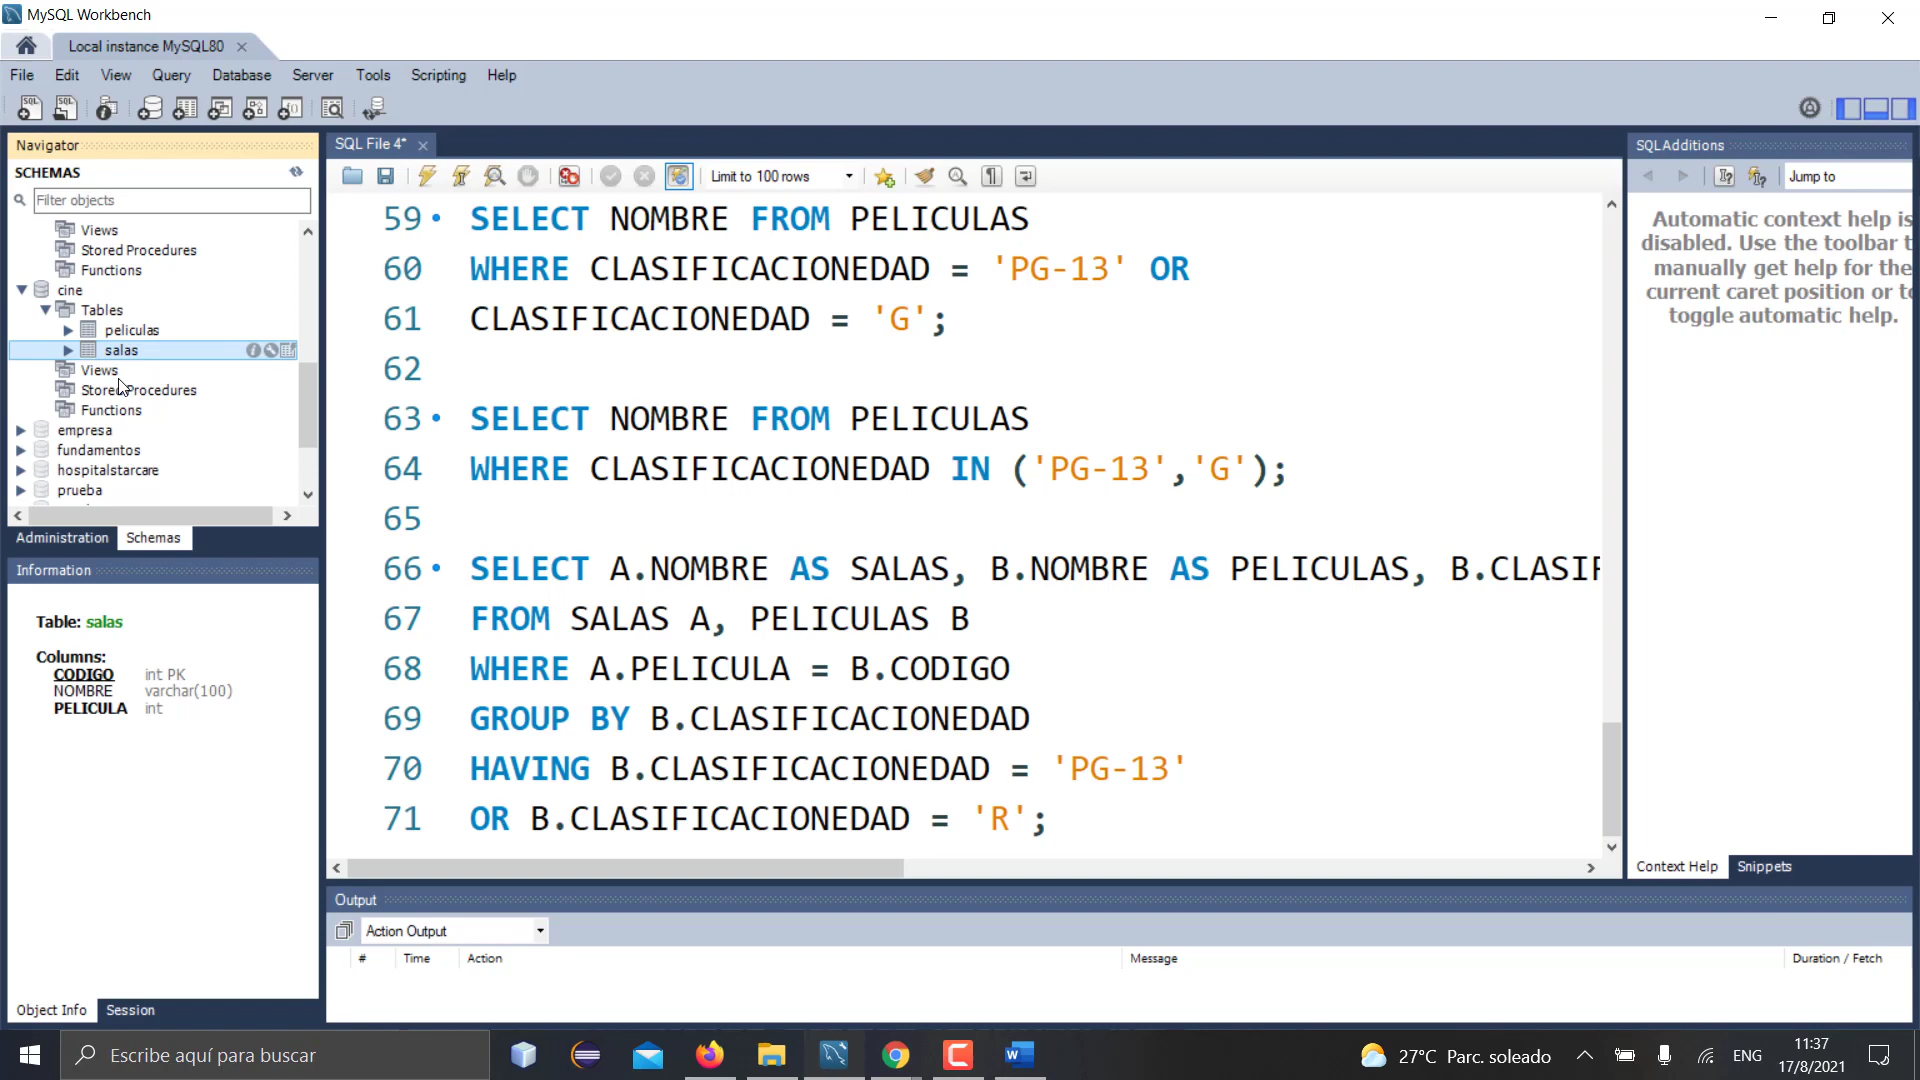 MySQL Workbench
Local instance MySQL80
File Edit View Query Database Server Tools Scripting Help
Navigator
SCHEMAS
Filter objects
Views
Stored Procedures
Functions
cine
Tables
peliculas
salas
Views
Stored Procedures
Functions
empresa
fundamentos
hospitalstarcare
prueba
Administration Schemas
Information
Table: salas
Columns:
CODIGO int PK
NOMBRE varchar(100)
PELICULA int
Object Info Session
SQL File 4*
Limit to 100 rows
59 SELECT NOMBRE FROM PELICULAS
60 WHERE CLASIFICACIONEDAD = 'PG-13' OR
61 CLASIFICACIONEDAD = 'G';
62
63 SELECT NOMBRE FROM PELICULAS
64 WHERE CLASIFICACIONEDAD IN ('PG-13','G');
65
66 SELECT A.NOMBRE AS SALAS, B.NOMBRE AS PELICULAS, B.CLASIF
67 FROM SALAS A, PELICULAS B
68 WHERE A.PELICULA = B.CODIGO
69 GROUP BY B.CLASIFICACIONEDAD
70 HAVING B.CLASIFICACIONEDAD = 'PG-13'
71 OR B.CLASIFICACIONEDAD = 'R';
Output
Action Output
# Time Action Message Duration / Fetch
SQLAdditions
Jump to
Automatic context help is
disabled. Use the toolbar t
manually get help for the
current caret position or to
toggle automatic help.
Context Help Snippets
Escribe aquí para buscar
27°C Parc. soleado
ENG
11:37
17/8/2021